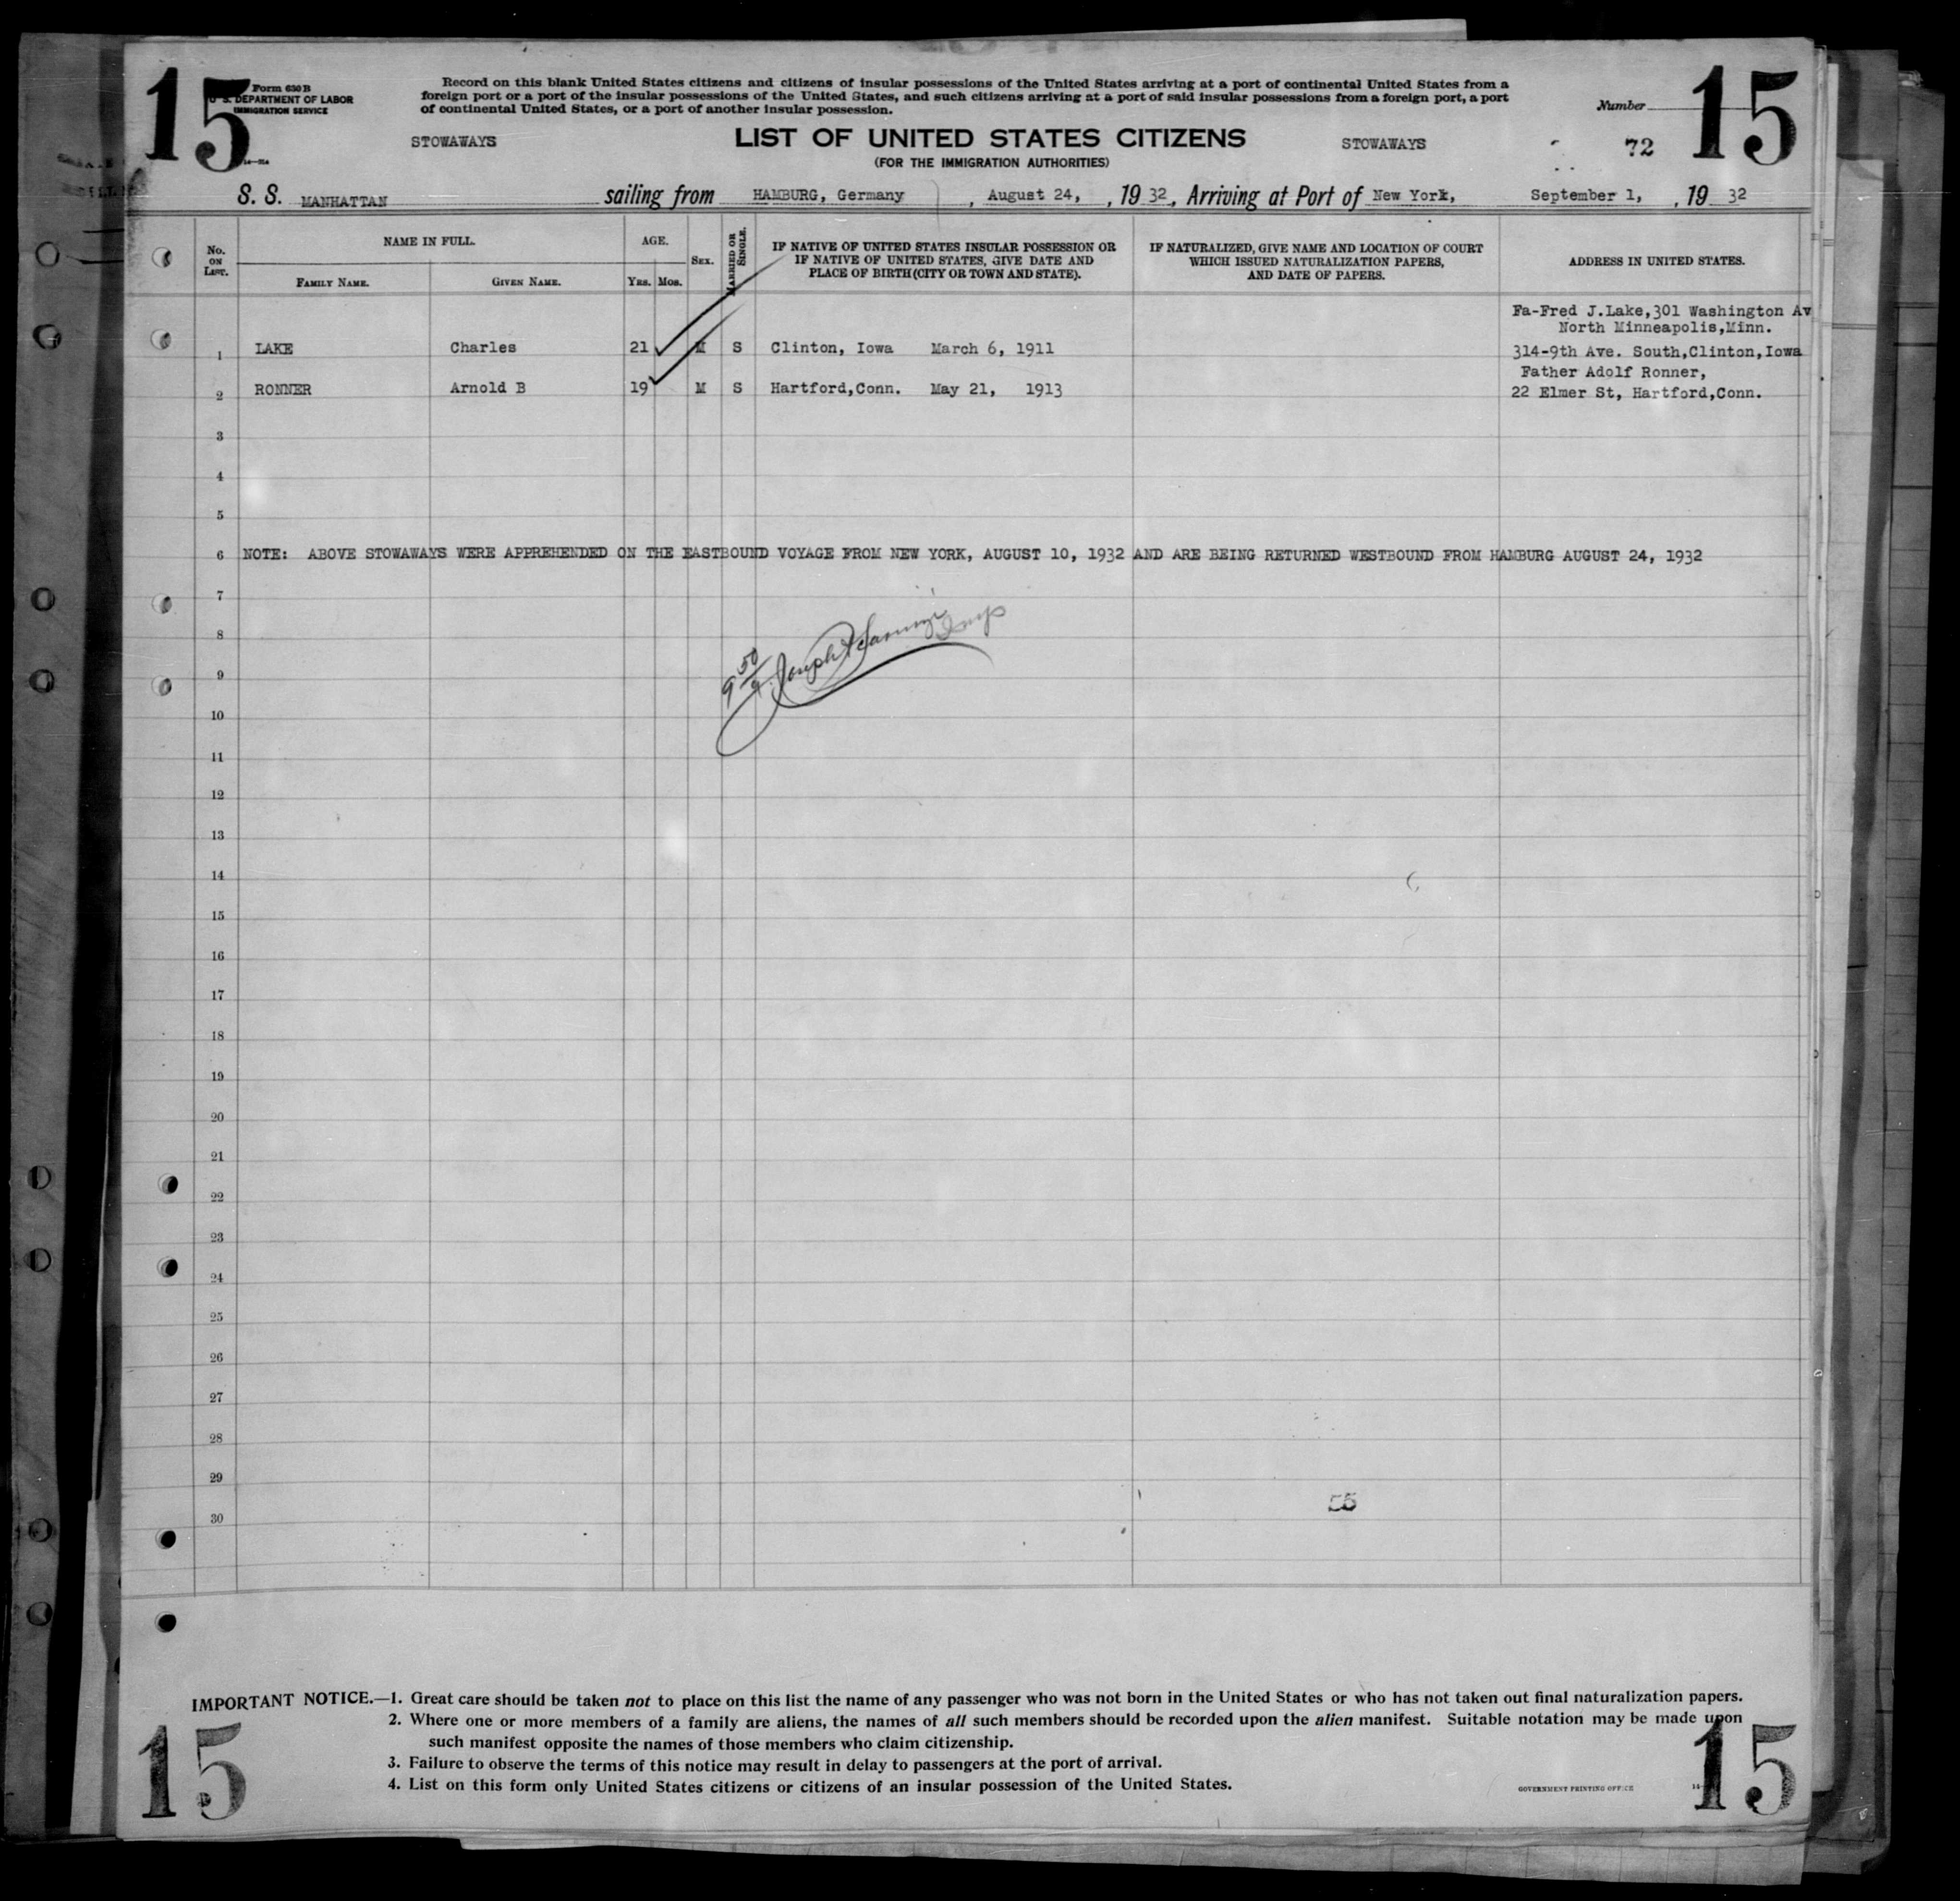 15
Form 630 B
U. S. DEPARTMENT OF LABOR
IMMIGRATION SERVICE
Record on this blank United States citizens and citizens of insular possessions of the United States arriving at a port of continental United States from a
foreign port or a port of the insular possessions of the United States, and such citizens arriving at a port of said insular possessions from a foreign port, a port
of continental United States, or a port of another insular possession.
Number
15
STOWAWAYS
LIST OF UNITED STATES CITIZENS
STOWAWAYS
72
(FOR THE IMMIGRATION AUTHORITIES)
S. S. MANHATTAN sailing from HAMBURG, Germany , August 24, , 19 32, Arriving at Port of New York, September 1, , 19 32
No. ON LIST.
NAME IN FULL.
FAMILY NAME.
GIVEN NAME.
AGE.
YRS. MOS.
SEX.
MARRIED OR SINGLE.
IF NATIVE OF UNITED STATES INSULAR POSSESSION OR
IF NATIVE OF UNITED STATES, GIVE DATE AND
PLACE OF BIRTH (CITY OR TOWN AND STATE).
IF NATURALIZED, GIVE NAME AND LOCATION OF COURT
WHICH ISSUED NATURALIZATION PAPERS,
AND DATE OF PAPERS.
ADDRESS IN UNITED STATES.
Fa-Fred J.Lake,301 Washington Av
North Minneapolis,Minn.
1 LAKE Charles 21 M S Clinton, Iowa March 6, 1911 314-9th Ave. South,Clinton,Iowa
Father Adolf Ronner,
2 RONNER Arnold B 19 M S Hartford,Conn. May 21, 1913 22 Elmer St, Hartford,Conn.
3
4
5
6 NOTE: ABOVE STOWAWAYS WERE APPREHENDED ON THE EASTBOUND VOYAGE FROM NEW YORK, AUGUST 10, 1932 AND ARE BEING RETURNED WESTBOUND FROM HAMBURG AUGUST 24, 1932
7
8
9
10
11
12
13
14
15
16
17
18
19
20
21
22
23
24
25
26
27
28
29
55
30
IMPORTANT NOTICE.—1. Great care should be taken not to place on this list the name of any passenger who was not born in the United States or who has not taken out final naturalization papers.
2. Where one or more members of a family are aliens, the names of all such members should be recorded upon the alien manifest. Suitable notation may be made upon
such manifest opposite the names of those members who claim citizenship.
3. Failure to observe the terms of this notice may result in delay to passengers at the port of arrival.
4. List on this form only United States citizens or citizens of an insular possession of the United States.
GOVERNMENT PRINTING OFFICE
15
15